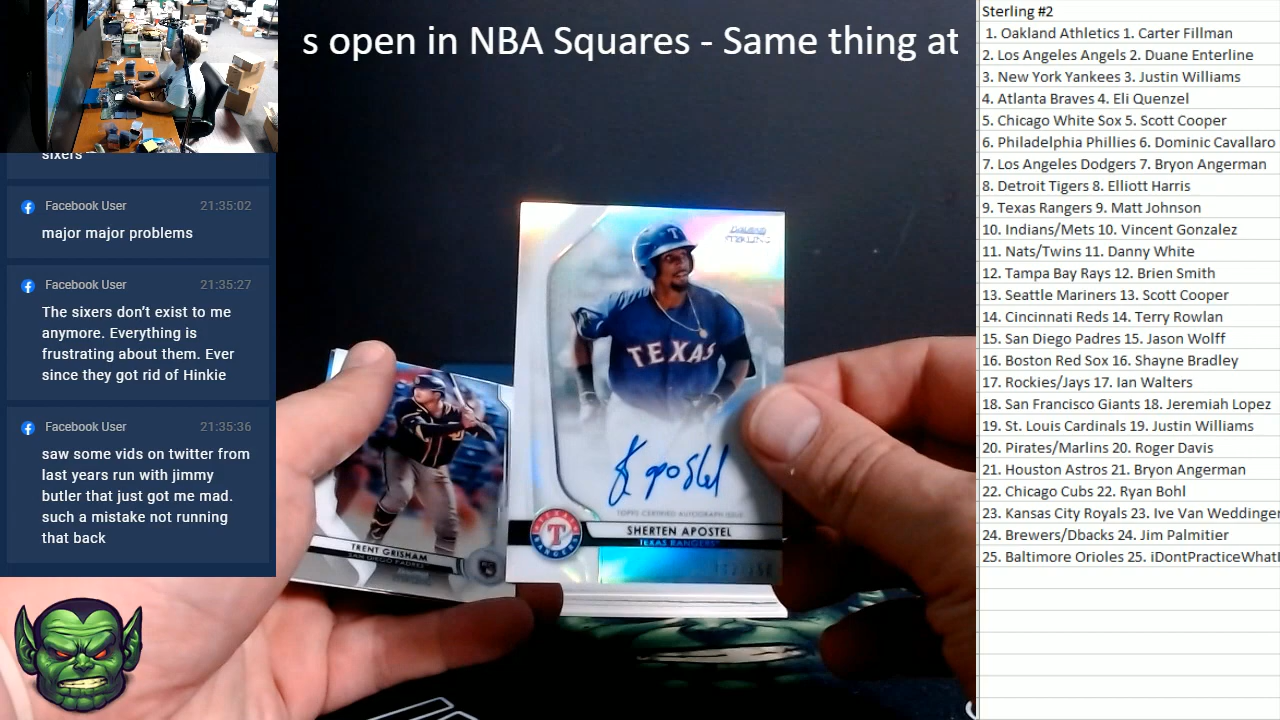 s open in NBA Squares - Same thing at
sixers
Facebook User 21:35:02
major major problems
Facebook User 21:35:27
The sixers don’t exist to me
anymore. Everything is
frustrating about them. Ever
since they got rid of Hinkie
Facebook User 21:35:36
saw some vids on twitter from
last years run with jimmy
butler that just got me mad.
such a mistake not running
that back
TEXAS
TOPPS CERTIFIED AUTOGRAPH ISSUE
SHERTEN APOSTEL
TEXAS RANGERS
TRENT GRISHAM
SAN DIEGO PADRES
Sterling #2
1. Oakland Athletics 1. Carter Fillman
2. Los Angeles Angels 2. Duane Enterline
3. New York Yankees 3. Justin Williams
4. Atlanta Braves 4. Eli Quenzel
5. Chicago White Sox 5. Scott Cooper
6. Philadelphia Phillies 6. Dominic Cavallaro
7. Los Angeles Dodgers 7. Bryon Angerman
8. Detroit Tigers 8. Elliott Harris
9. Texas Rangers 9. Matt Johnson
10. Indians/Mets 10. Vincent Gonzalez
11. Nats/Twins 11. Danny White
12. Tampa Bay Rays 12. Brien Smith
13. Seattle Mariners 13. Scott Cooper
14. Cincinnati Reds 14. Terry Rowlan
15. San Diego Padres 15. Jason Wolff
16. Boston Red Sox 16. Shayne Bradley
17. Rockies/Jays 17. Ian Walters
18. San Francisco Giants 18. Jeremiah Lopez
19. St. Louis Cardinals 19. Justin Williams
20. Pirates/Marlins 20. Roger Davis
21. Houston Astros 21. Bryon Angerman
22. Chicago Cubs 22. Ryan Bohl
23. Kansas City Royals 23. Ive Van Weddingen
24. Brewers/Dbacks 24. Jim Palmitier
25. Baltimore Orioles 25. iDontPracticeWhatI